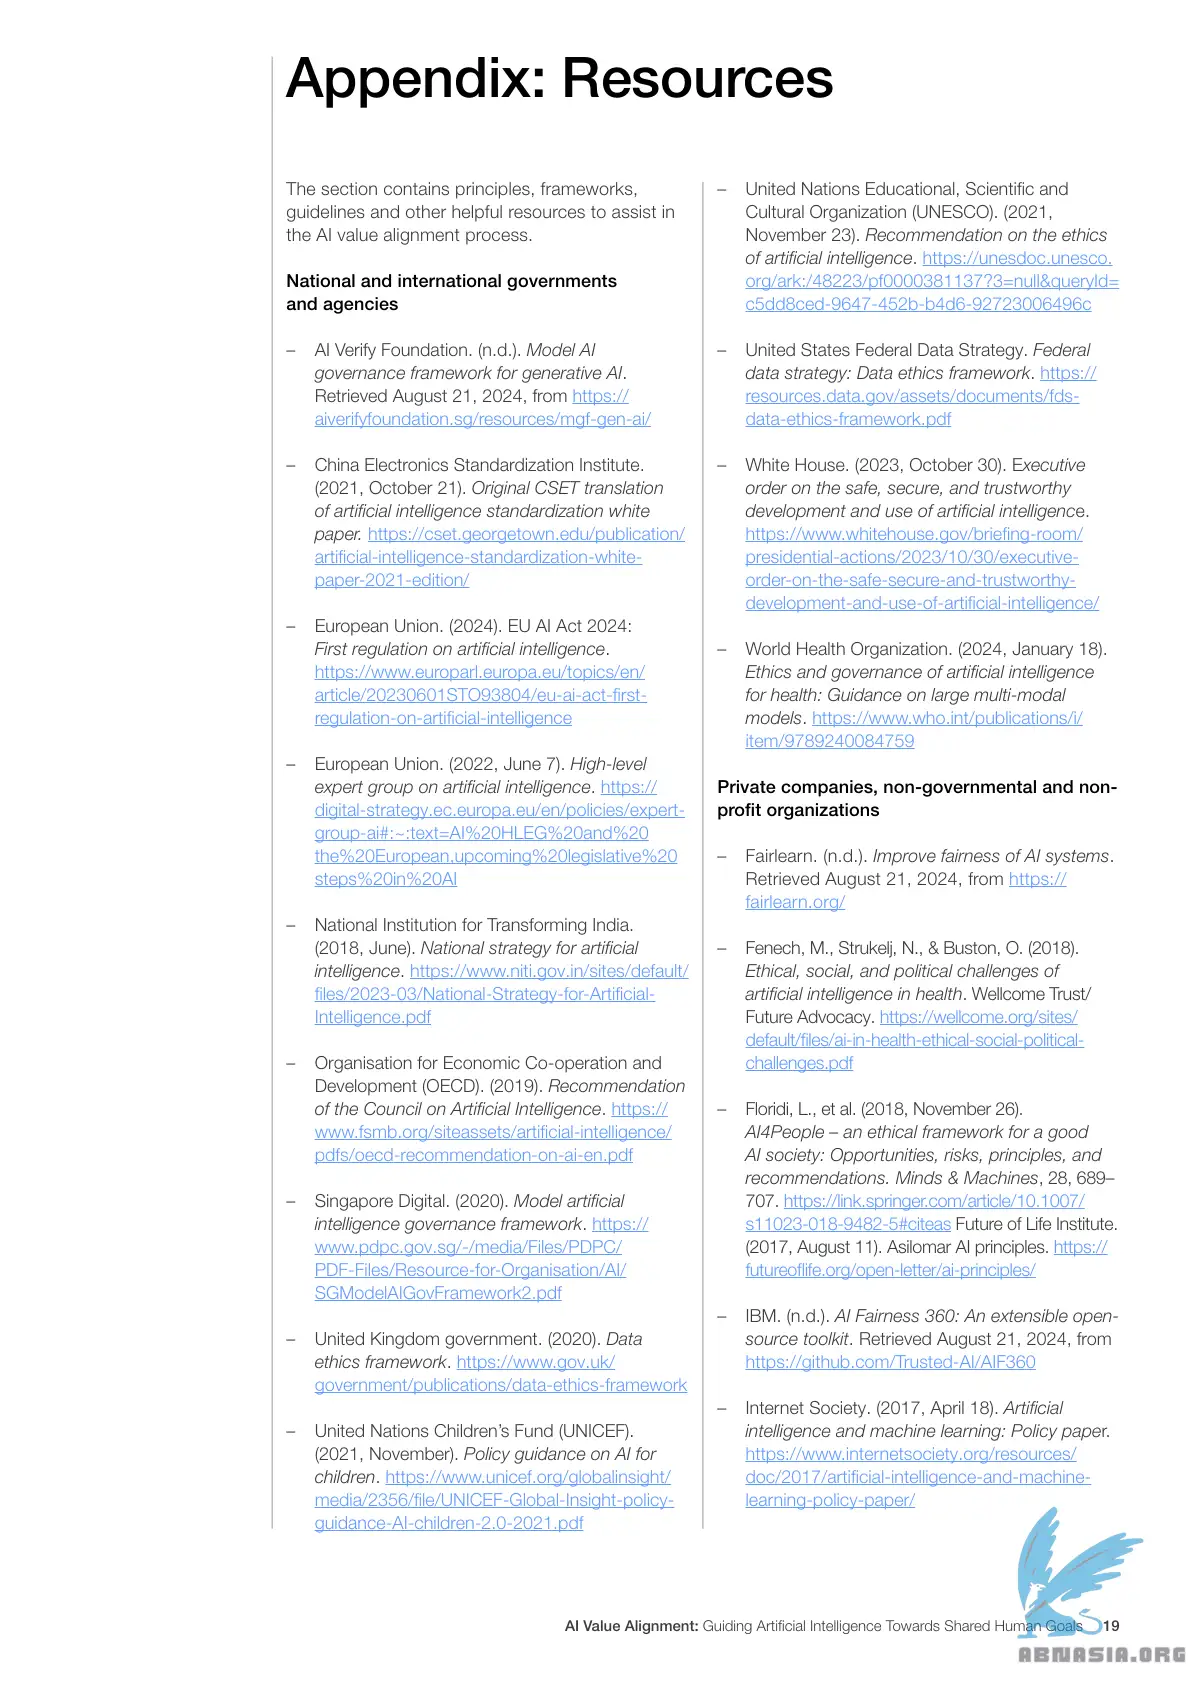 Appendix: Resources
The section contains principles, frameworks,
guidelines and other helpful resources to assist in
the AI value alignment process.
National and international governments
and agencies
– AI Verify Foundation. (n.d.). Model AI
governance framework for generative AI.
Retrieved August 21, 2024, from https://
aiverifyfoundation.sg/resources/mgf-gen-ai/
– China Electronics Standardization Institute.
(2021, October 21). Original CSET translation
of artificial intelligence standardization white
paper. https://cset.georgetown.edu/publication/
artificial-intelligence-standardization-white-
paper-2021-edition/
– European Union. (2024). EU AI Act 2024:
First regulation on artificial intelligence.
https://www.europarl.europa.eu/topics/en/
article/20230601STO93804/eu-ai-act-first-
regulation-on-artificial-intelligence
– European Union. (2022, June 7). High-level
expert group on artificial intelligence. https://
digital-strategy.ec.europa.eu/en/policies/expert-
group-ai#:~:text=AI%20HLEG%20and%20
the%20European,upcoming%20legislative%20
steps%20in%20AI
– National Institution for Transforming India.
(2018, June). National strategy for artificial
intelligence. https://www.niti.gov.in/sites/default/
files/2023-03/National-Strategy-for-Artificial-
Intelligence.pdf
– Organisation for Economic Co-operation and
Development (OECD). (2019). Recommendation
of the Council on Artificial Intelligence. https://
www.fsmb.org/siteassets/artificial-intelligence/
pdfs/oecd-recommendation-on-ai-en.pdf
– Singapore Digital. (2020). Model artificial
intelligence governance framework. https://
www.pdpc.gov.sg/-/media/Files/PDPC/
PDF-Files/Resource-for-Organisation/AI/
SGModelAIGovFramework2.pdf
– United Kingdom government. (2020). Data
ethics framework. https://www.gov.uk/
government/publications/data-ethics-framework
– United Nations Children’s Fund (UNICEF).
(2021, November). Policy guidance on AI for
children. https://www.unicef.org/globalinsight/
media/2356/file/UNICEF-Global-Insight-policy-
guidance-AI-children-2.0-2021.pdf
– United Nations Educational, Scientific and
Cultural Organization (UNESCO). (2021,
November 23). Recommendation on the ethics
of artificial intelligence. https://unesdoc.unesco.
org/ark:/48223/pf0000381137?3=null&queryId=
c5dd8ced-9647-452b-b4d6-92723006496c
– United States Federal Data Strategy. Federal
data strategy: Data ethics framework. https://
resources.data.gov/assets/documents/fds-
data-ethics-framework.pdf
– White House. (2023, October 30). Executive
order on the safe, secure, and trustworthy
development and use of artificial intelligence.
https://www.whitehouse.gov/briefing-room/
presidential-actions/2023/10/30/executive-
order-on-the-safe-secure-and-trustworthy-
development-and-use-of-artificial-intelligence/
– World Health Organization. (2024, January 18).
Ethics and governance of artificial intelligence
for health: Guidance on large multi-modal
models. https://www.who.int/publications/i/
item/9789240084759
Private companies, non-governmental and non-
profit organizations
– Fairlearn. (n.d.). Improve fairness of AI systems.
Retrieved August 21, 2024, from https://
fairlearn.org/
– Fenech, M., Strukelj, N., & Buston, O. (2018).
Ethical, social, and political challenges of
artificial intelligence in health. Wellcome Trust/
Future Advocacy. https://wellcome.org/sites/
default/files/ai-in-health-ethical-social-political-
challenges.pdf
– Floridi, L., et al. (2018, November 26).
AI4People – an ethical framework for a good
AI society: Opportunities, risks, principles, and
recommendations. Minds & Machines, 28, 689–
707. https://link.springer.com/article/10.1007/
s11023-018-9482-5#citeas Future of Life Institute.
(2017, August 11). Asilomar AI principles. https://
futureoflife.org/open-letter/ai-principles/
– IBM. (n.d.). AI Fairness 360: An extensible open-
source toolkit. Retrieved August 21, 2024, from
https://github.com/Trusted-AI/AIF360
– Internet Society. (2017, April 18). Artificial
intelligence and machine learning: Policy paper.
https://www.internetsociety.org/resources/
doc/2017/artificial-intelligence-and-machine-
learning-policy-paper/
AI Value Alignment: Guiding Artificial Intelligence Towards Shared Human Goals 19
ABNASIA.ORG